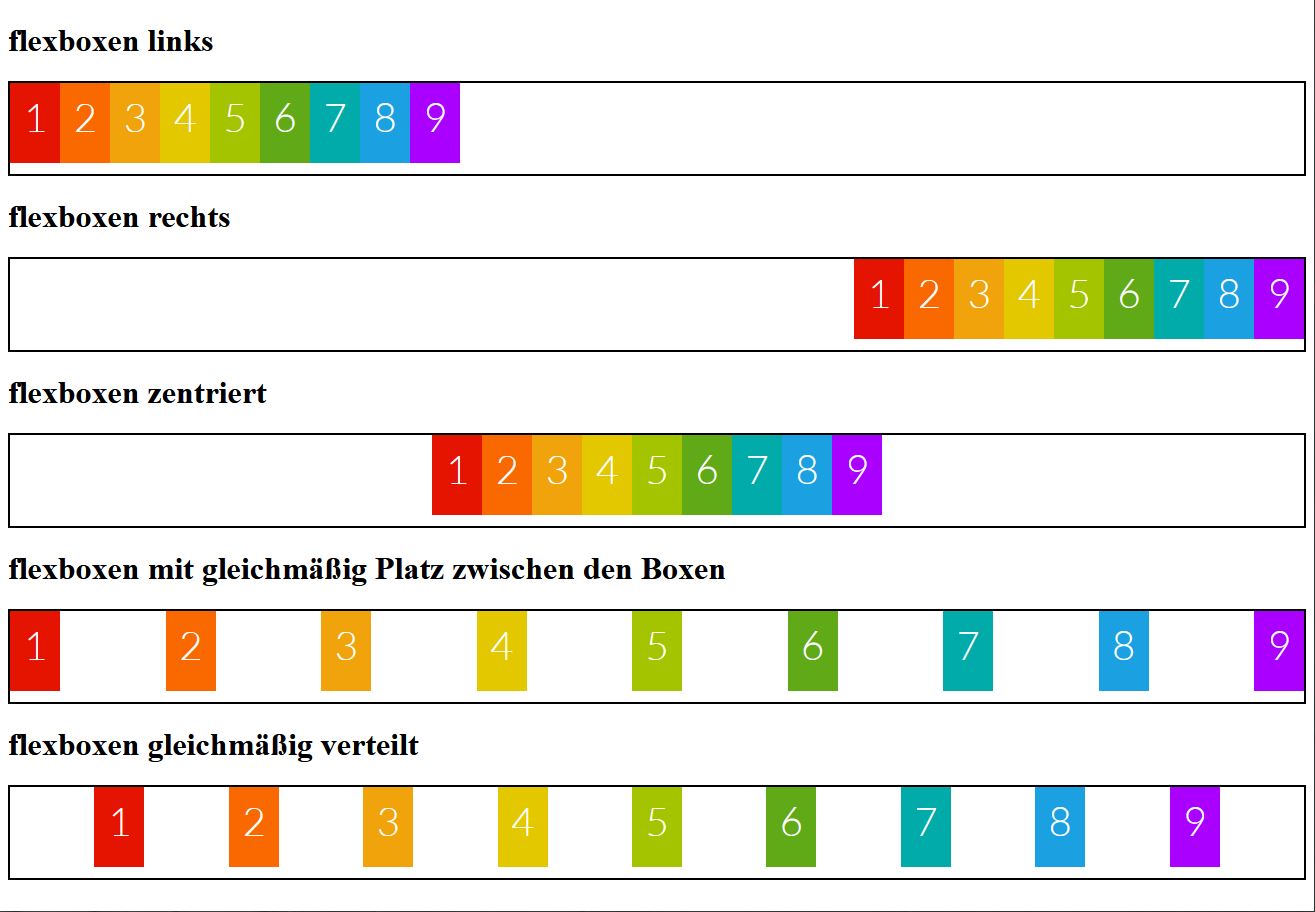 flexboxen links
1 2 3 4 5 6 7 8 9
flexboxen rechts
1 2 3 4 5 6 7 8 9
flexboxen zentriert
1 2 3 4 5 6 7 8 9
flexboxen mit gleichmäßig Platz zwischen den Boxen
1 2 3 4 5 6 7 8 9
flexboxen gleichmäßig verteilt
1 2 3 4 5 6 7 8 9